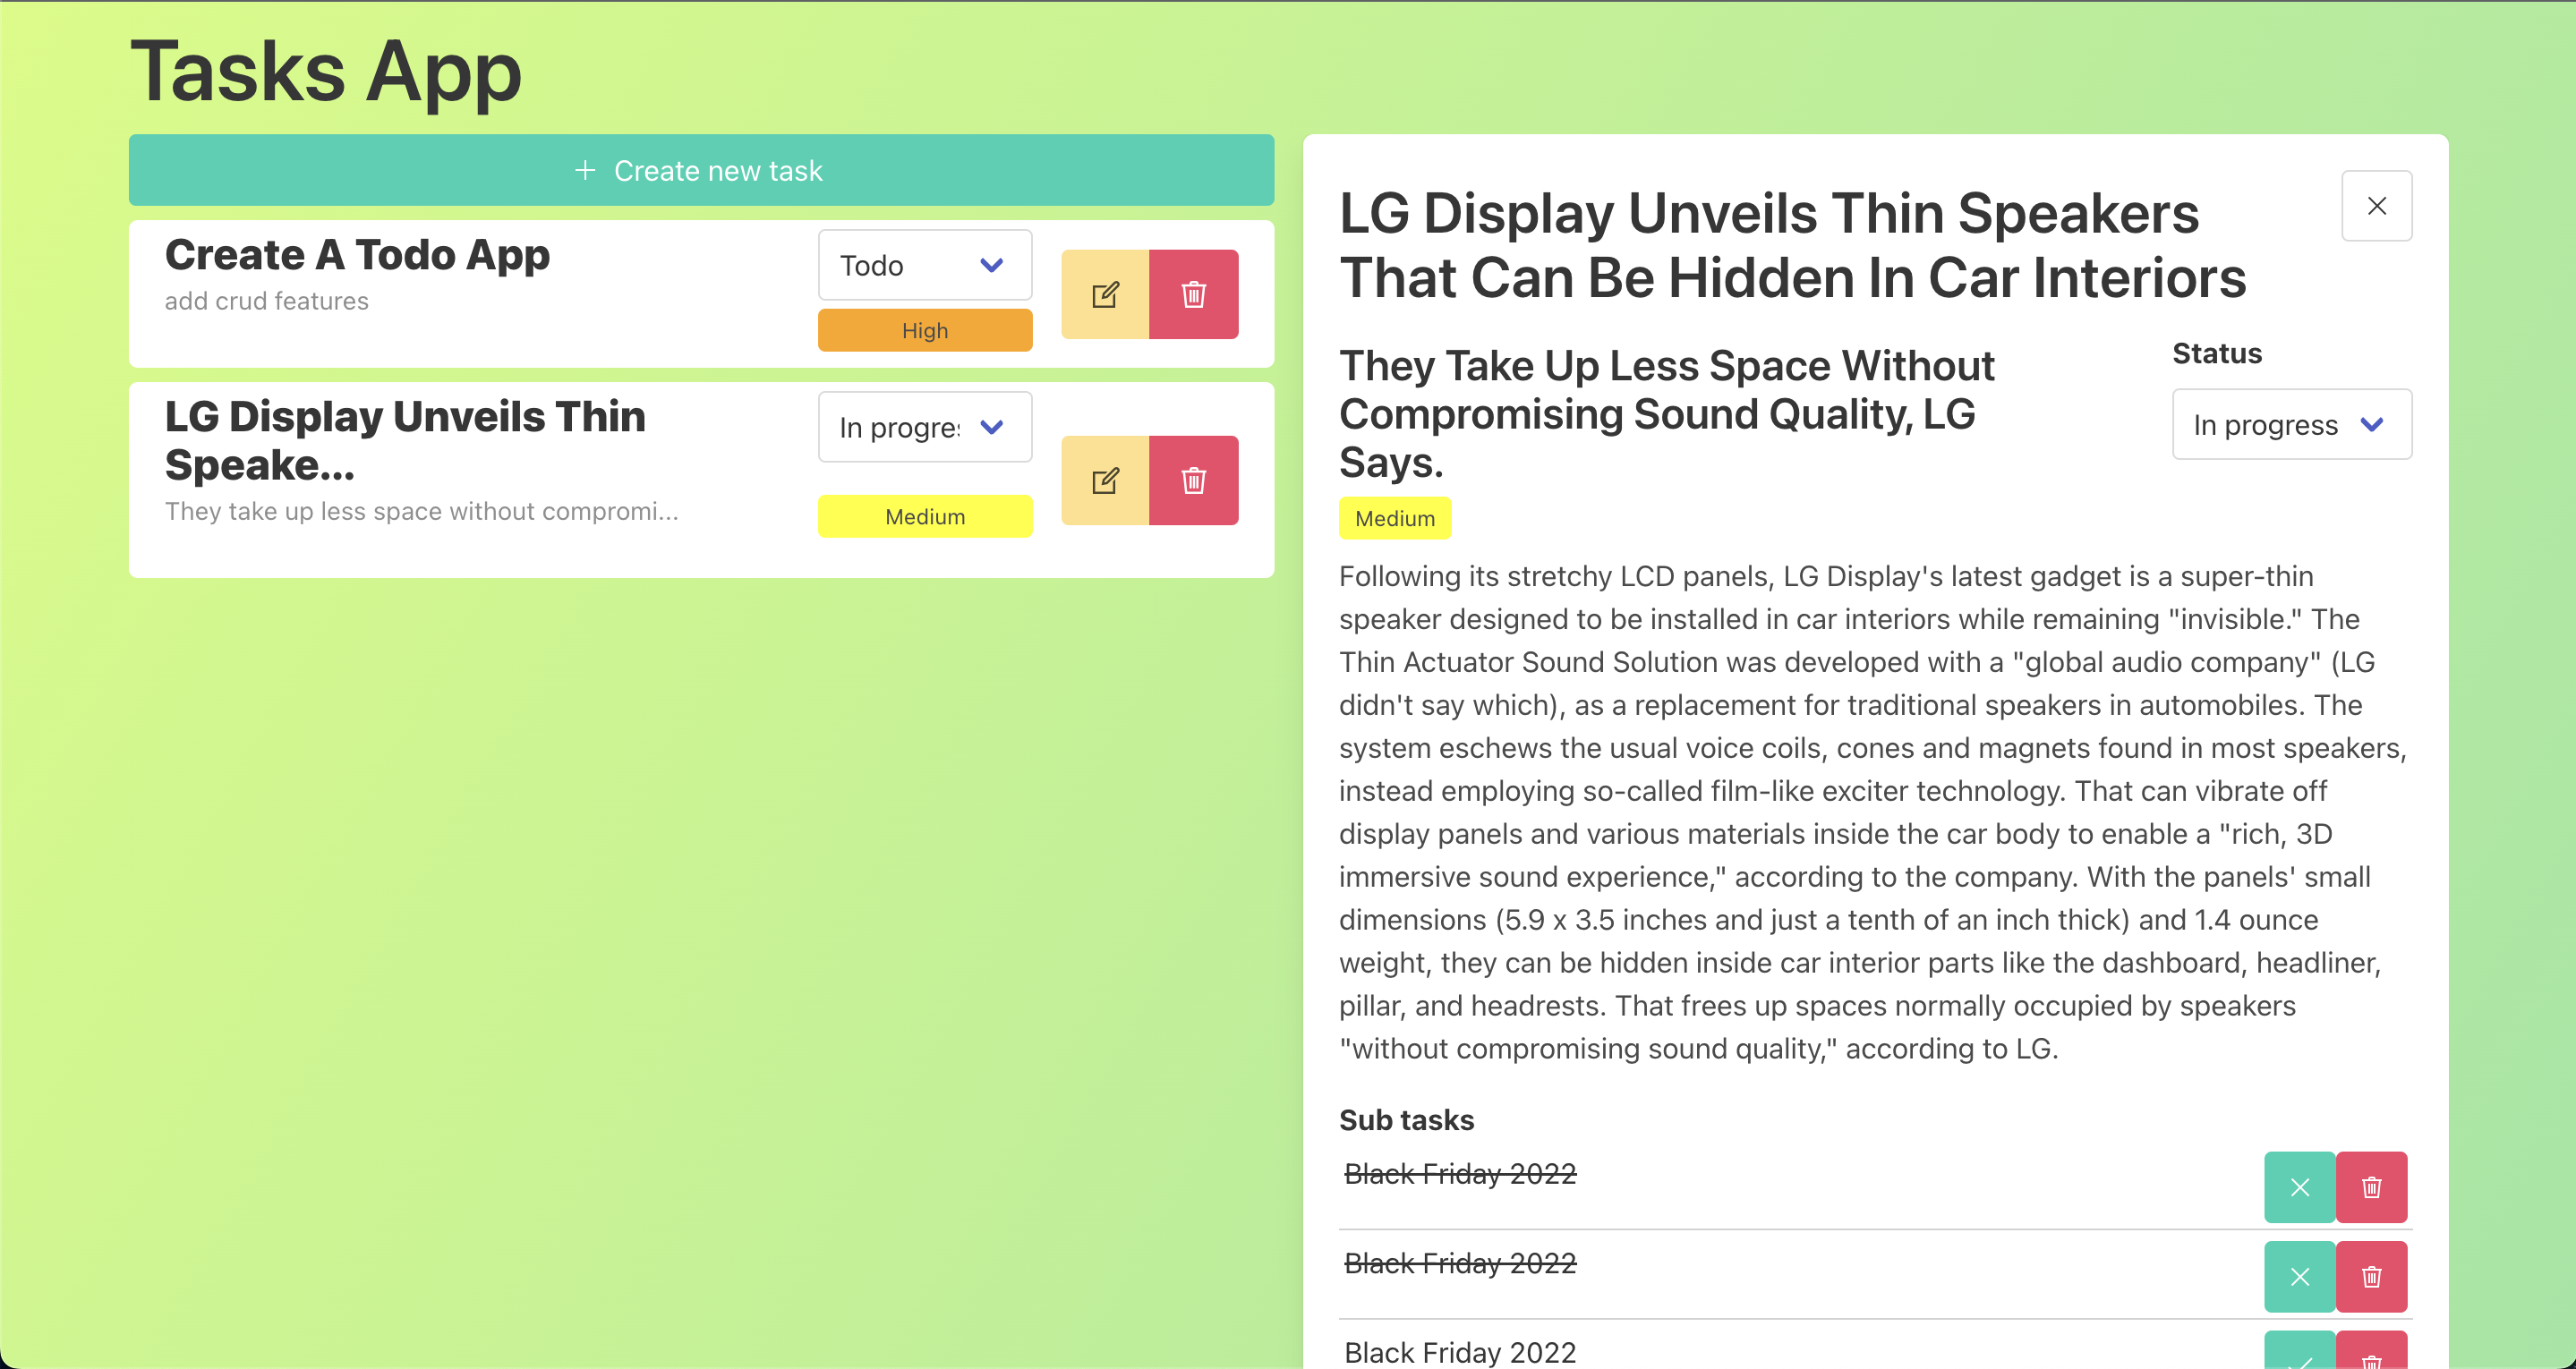 Tasks App
Create new task
Create A Todo App
add crud features
Todo
High
LG Display Unveils Thin
Speake...
They take up less space without compromi...
In progres
Medium
LG Display Unveils Thin Speakers
That Can Be Hidden In Car Interiors
They Take Up Less Space Without
Compromising Sound Quality, LG
Says.
Status
In progress
Medium
Following its stretchy LCD panels, LG Display's latest gadget is a super-thin
speaker designed to be installed in car interiors while remaining "invisible." The
Thin Actuator Sound Solution was developed with a "global audio company" (LG
didn't say which), as a replacement for traditional speakers in automobiles. The
system eschews the usual voice coils, cones and magnets found in most speakers,
instead employing so-called film-like exciter technology. That can vibrate off
display panels and various materials inside the car body to enable a "rich, 3D
immersive sound experience," according to the company. With the panels' small
dimensions (5.9 x 3.5 inches and just a tenth of an inch thick) and 1.4 ounce
weight, they can be hidden inside car interior parts like the dashboard, headliner,
pillar, and headrests. That frees up spaces normally occupied by speakers
"without compromising sound quality," according to LG.
Sub tasks
Black Friday 2022
Black Friday 2022
Black Friday 2022